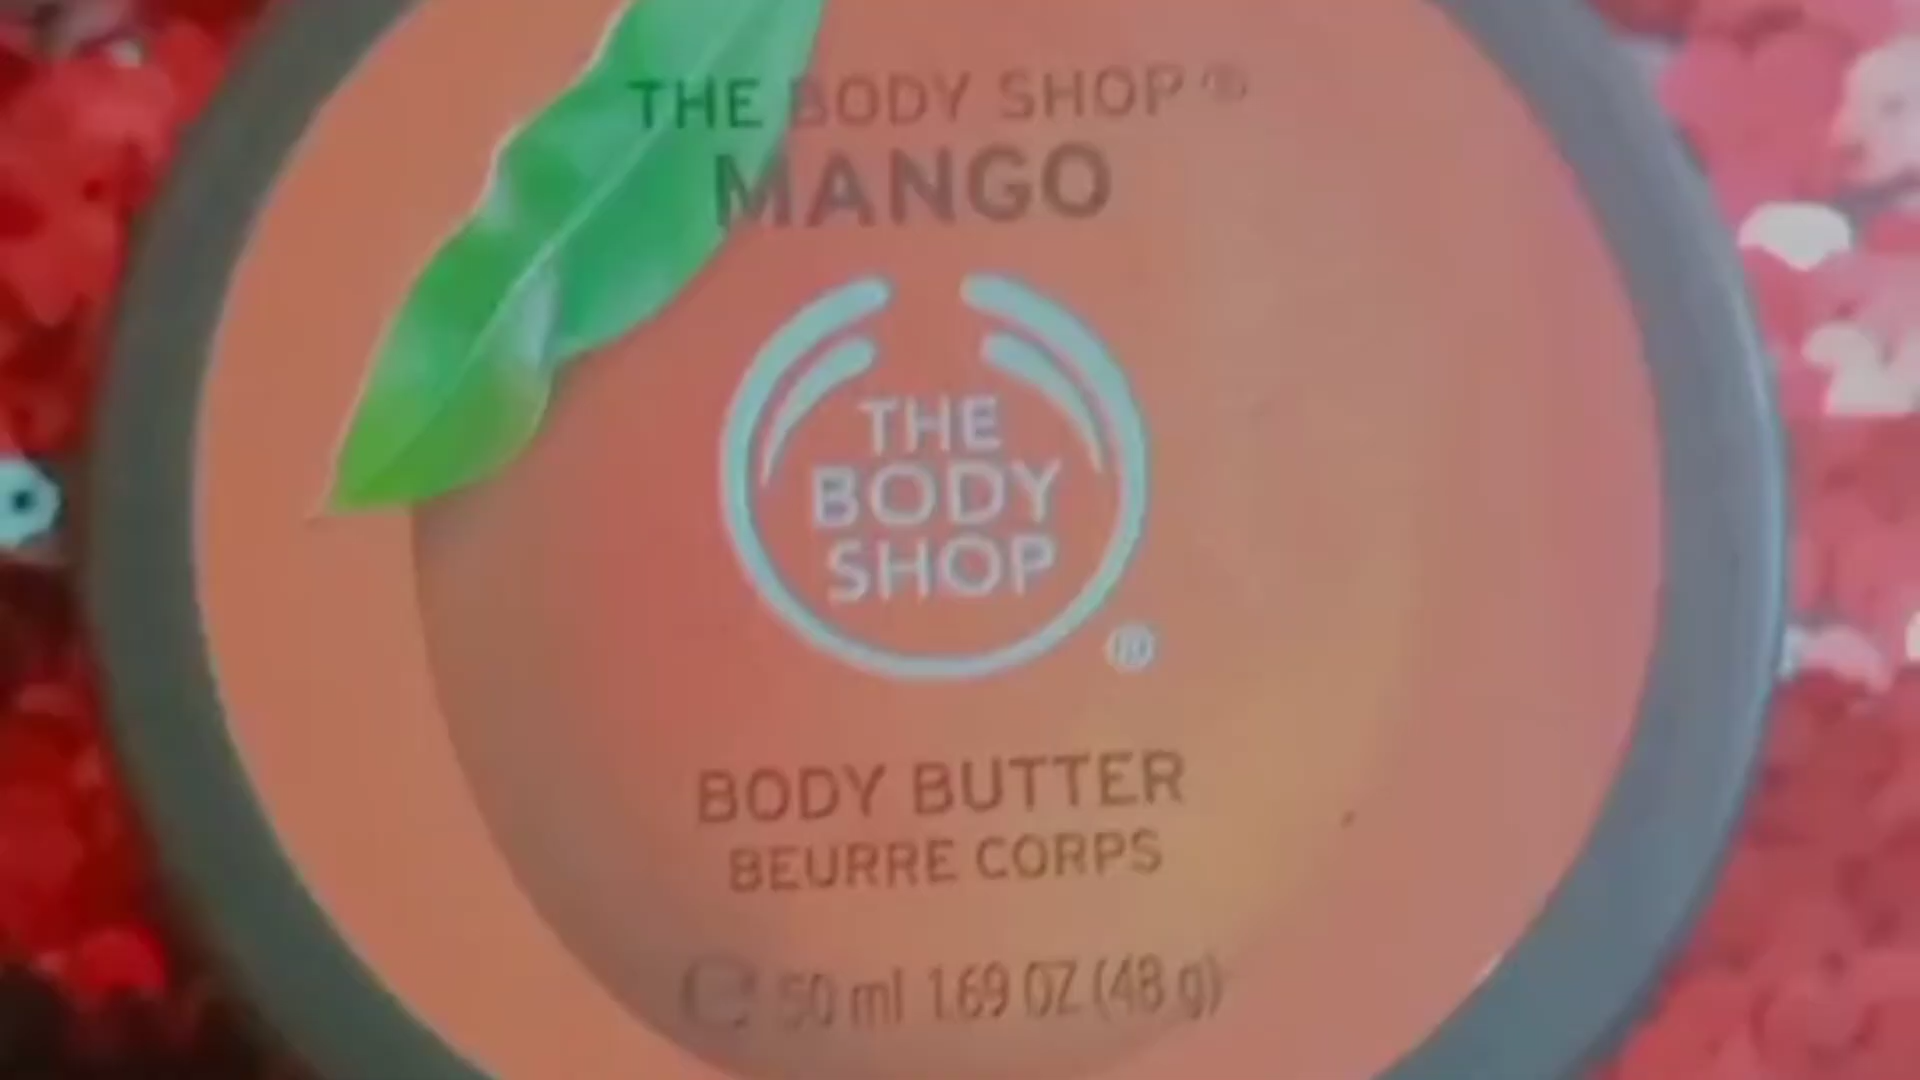 THE BODY SHOP ®
MANGO
THE
BODY
SHOP
®
BODY BUTTER
BEURRE CORPS
℮ 50 ml 1.69 OZ (48 g)